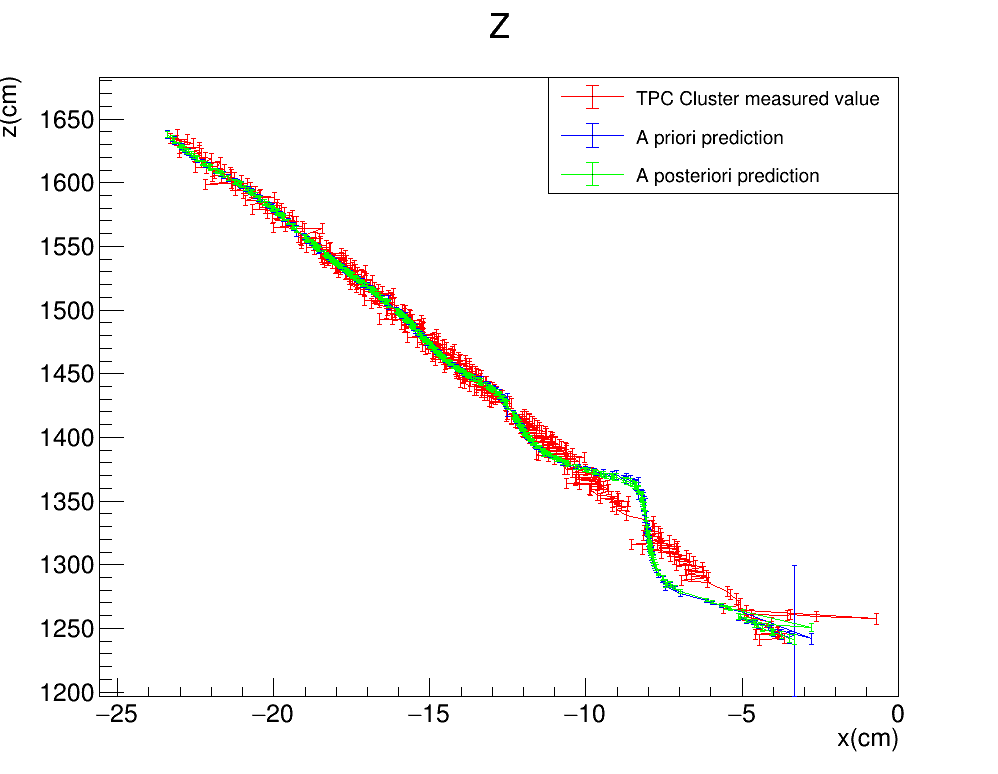 Z
z(cm)
TPC Cluster measured value
A priori prediction
A posteriori prediction
1650
1600
1550
1500
1450
1400
1350
1300
1250
1200
−25 −20 −15 −10 −5 0
x(cm)